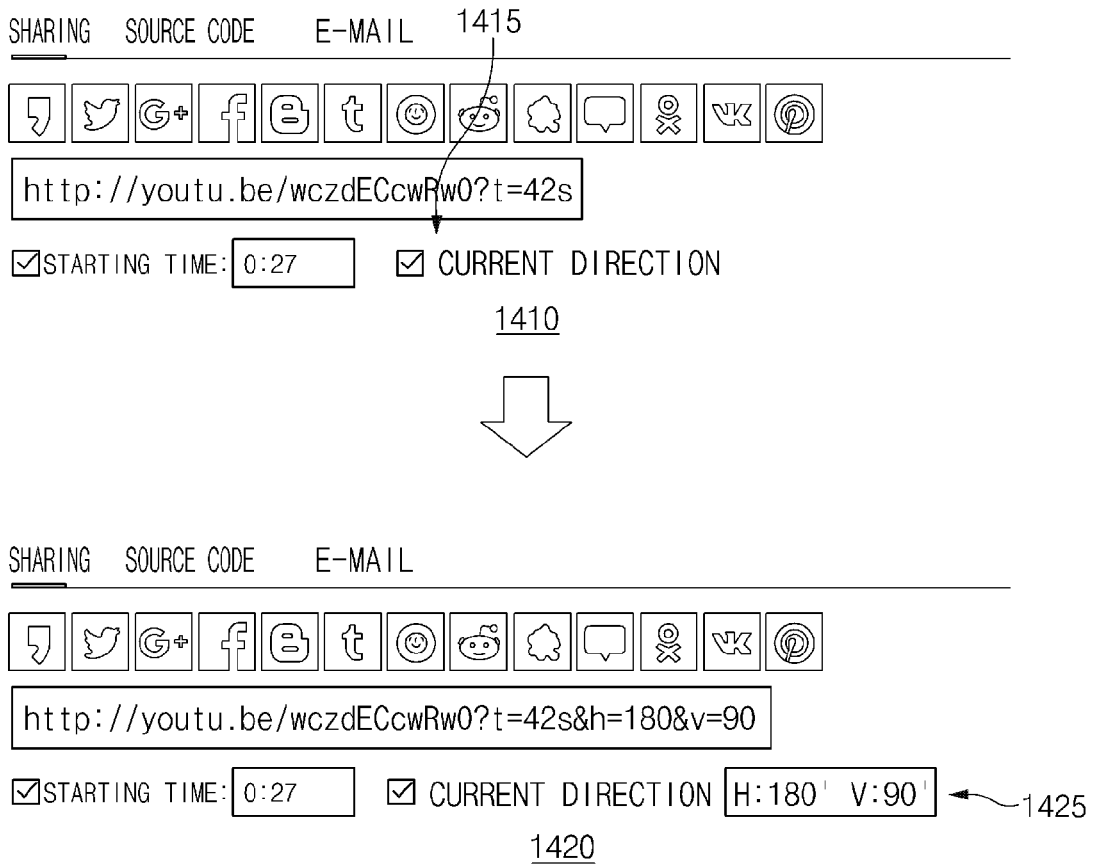 1415
SHARING SOURCE CODE E-MAIL
G+ f B t VK
http://youtu.be/wczdECcwRw0?t=42s
STARTING TIME: 0:27 CURRENT DIRECTION
1410
SHARING SOURCE CODE E-MAIL
G+ f B t VK
http://youtu.be/wczdECcwRw0?t=42s&h=180&v=90
STARTING TIME: 0:27 CURRENT DIRECTION H:180' V:90'
1425
1420